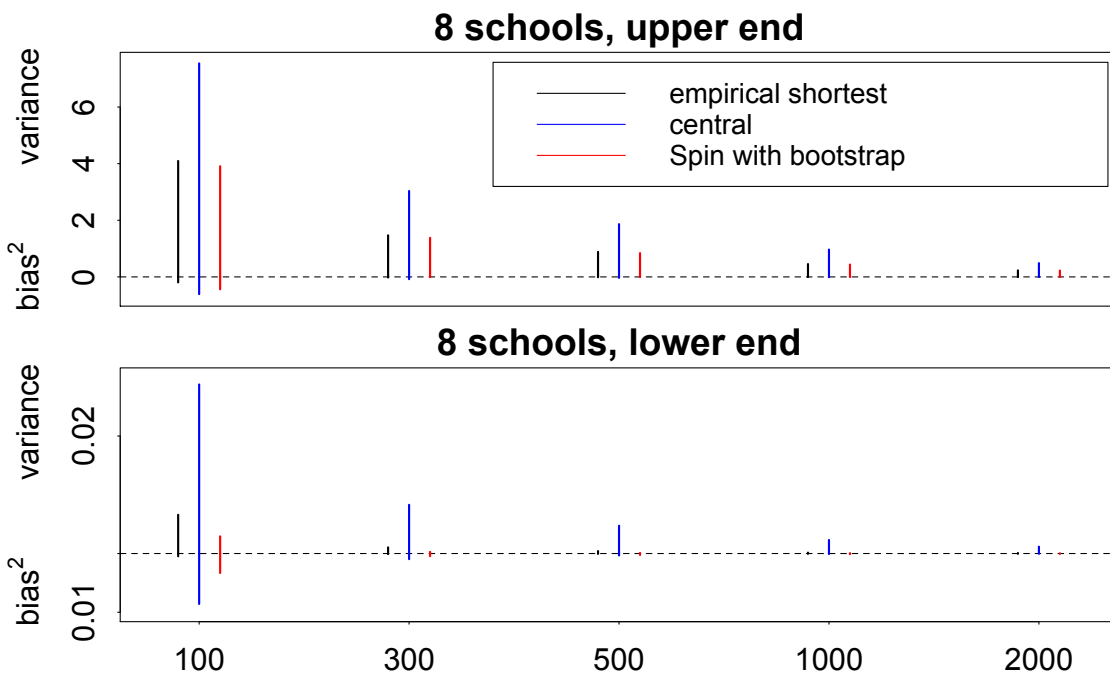 8 schools, upper end
variance
bias²
6
4
2
0
empirical shortest
central
Spin with bootstrap
8 schools, lower end
variance
bias²
0.02
0.01
100 300 500 1000 2000